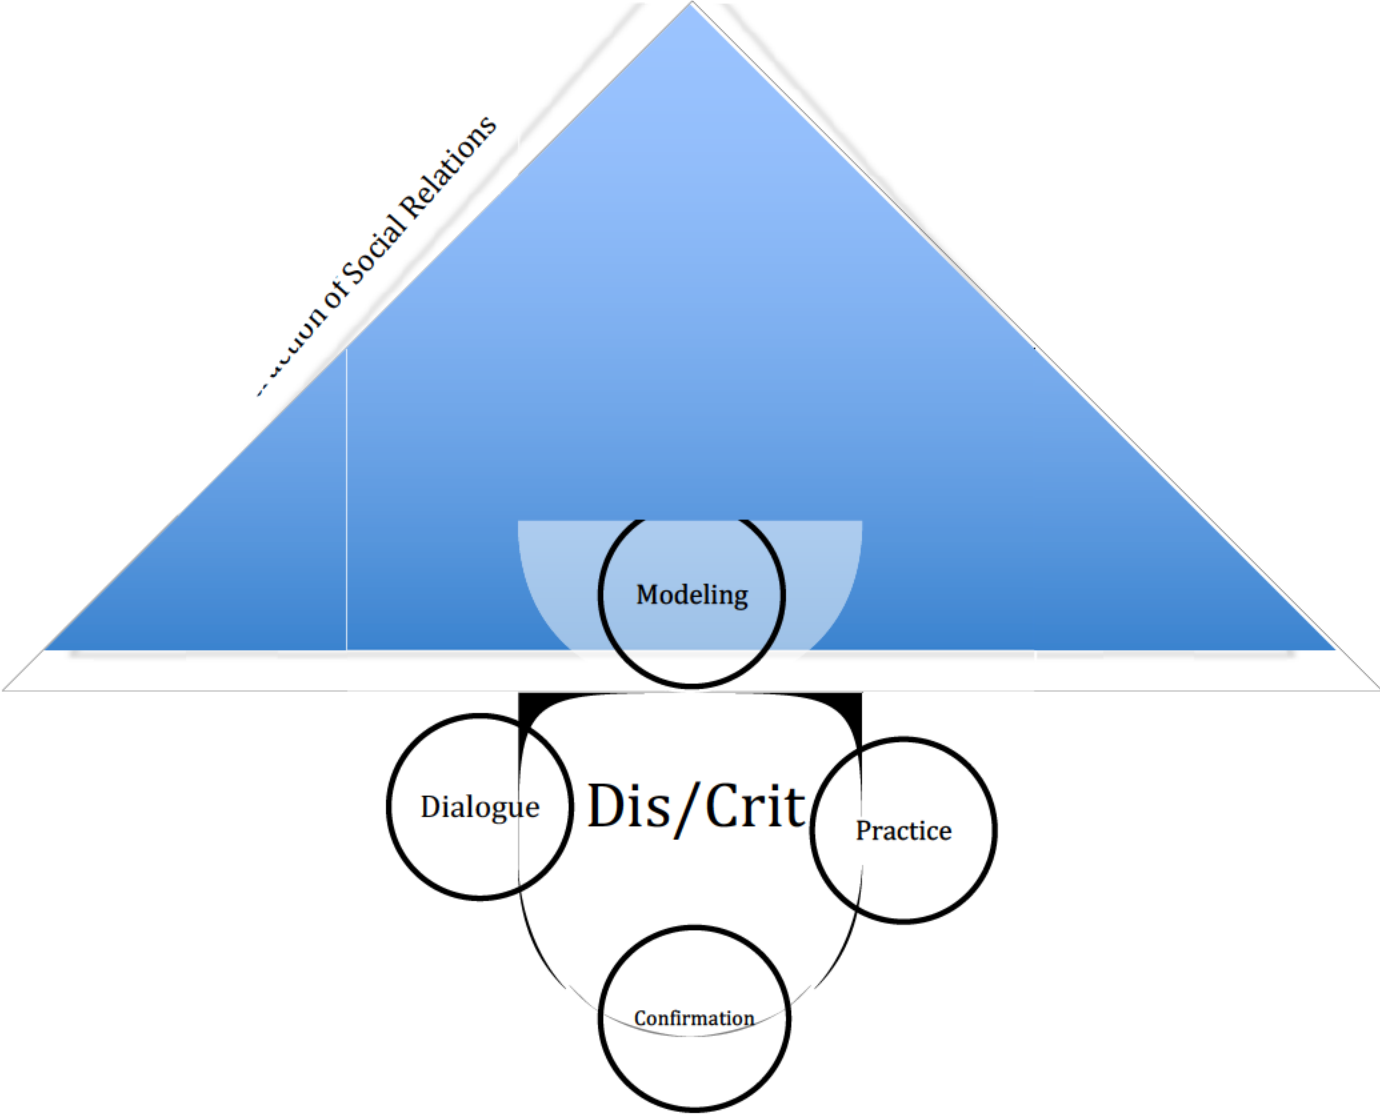 of Social Relations
Modeling
Dialogue
Dis/Crit
Practice
Confirmation